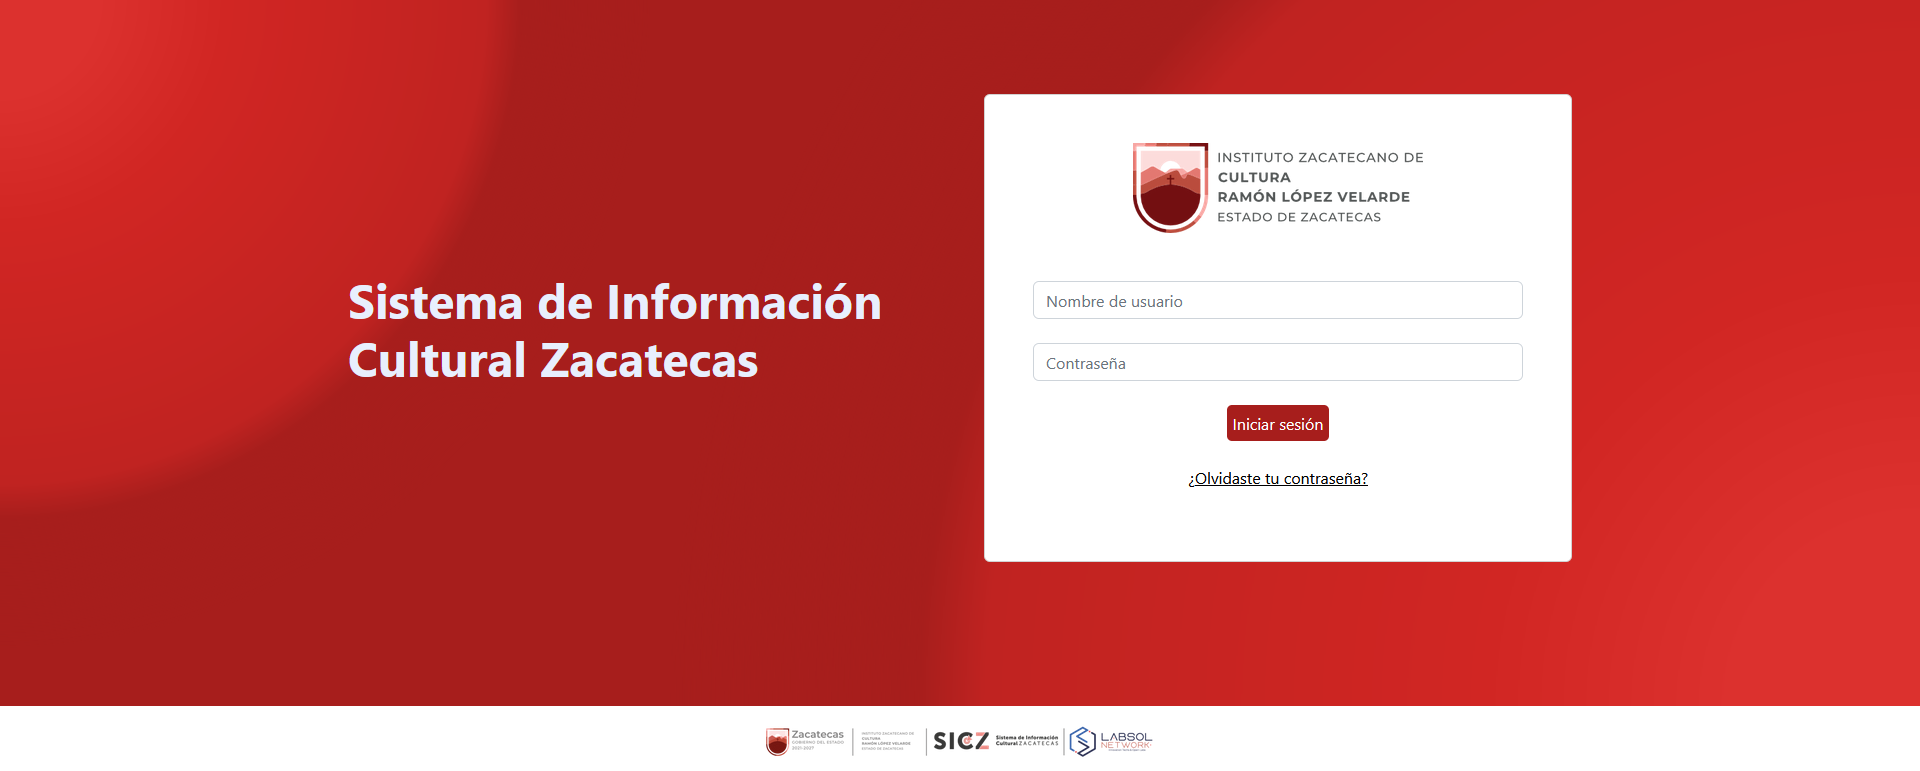 INSTITUTO ZACATECANO DE
CULTURA
RAMÓN LÓPEZ VELARDE
ESTADO DE ZACATECAS
Sistema de Información
Cultural Zacatecas
Nombre de usuario
Contraseña
Iniciar sesión
¿Olvidaste tu contraseña?
Zacatecas
GOBIERNO DEL ESTADO
2021-2027
INSTITUTO ZACATECANO DE
CULTURA
RAMÓN LÓPEZ VELARDE
ESTADO DE ZACATECAS
SICZ
Sistema de Información
Cultural ZACATECAS
LABSOL
NETWORK